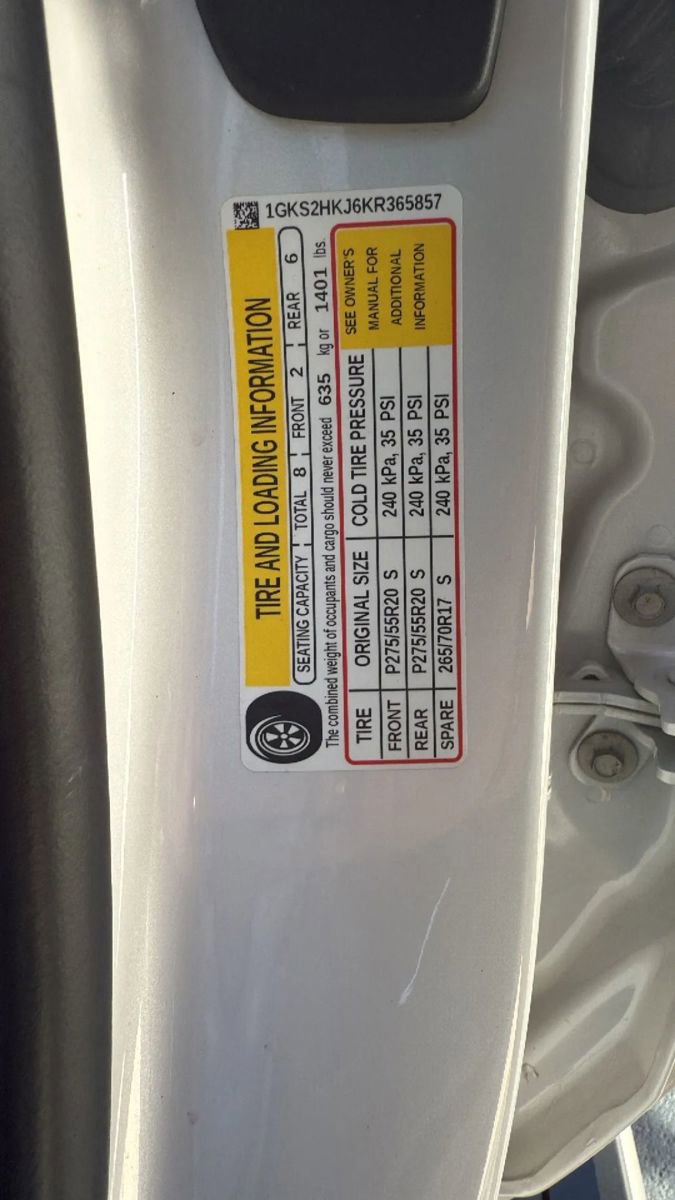 1GKS2HKJ6KR365857
TIRE AND LOADING INFORMATION
SEATING CAPACITY TOTAL 8 FRONT 2 REAR 6
The combined weight of occupants and cargo should never exceed 635 kg or 1401 lbs.
TIRE ORIGINAL SIZE COLD TIRE PRESSURE
FRONT P275/55R20 S 240 kPa, 35 PSI
REAR P275/55R20 S 240 kPa, 35 PSI
SPARE 265/70R17 S 240 kPa, 35 PSI
SEE OWNER'S
MANUAL FOR
ADDITIONAL
INFORMATION